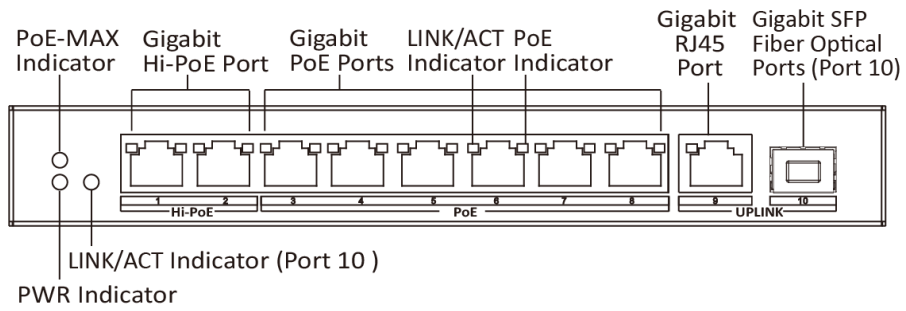 PoE-MAX
Indicator
Gigabit
Hi-PoE Port
Gigabit
PoE Ports
LINK/ACT
Indicator
PoE
Indicator
Gigabit
RJ45
Port
Gigabit SFP
Fiber Optical
Ports (Port 10)
1 2 3 4 5 6 7 8 9 10
Hi-PoE PoE UPLINK
LINK/ACT Indicator (Port 10 )
PWR Indicator